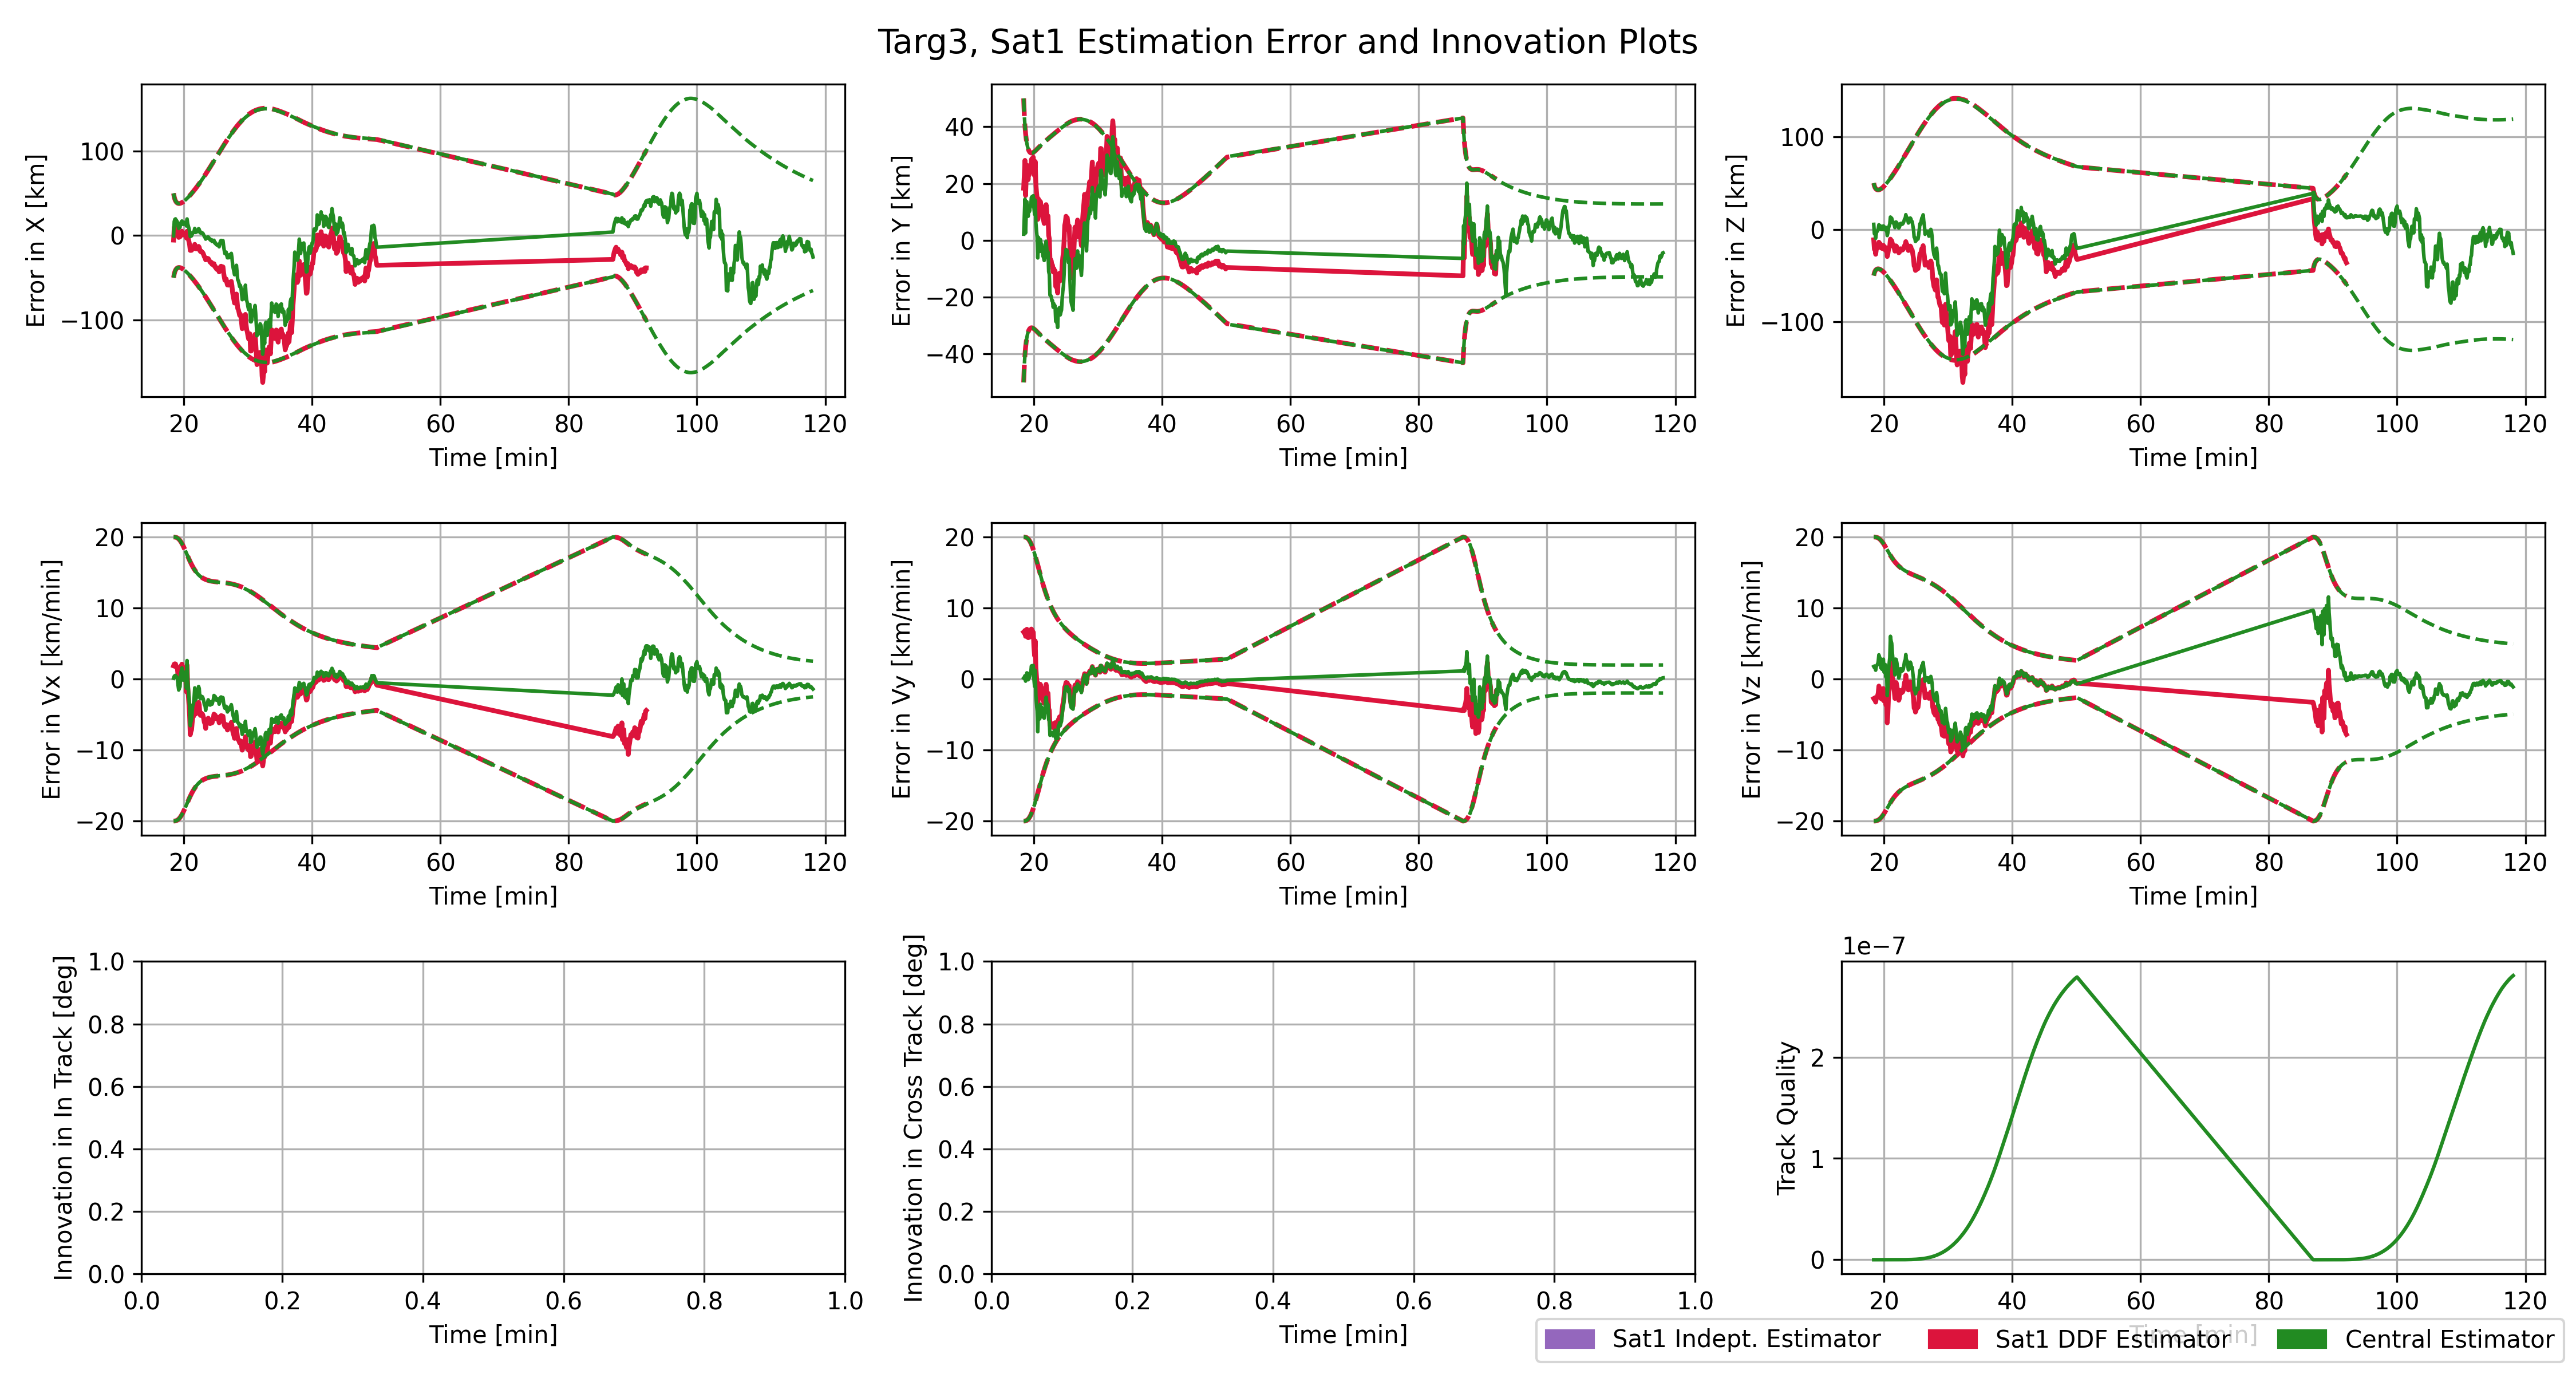 Targ3, Sat1 Estimation Error and Innovation Plots
Error in X [km]
100
0
−100
20 40 60 80 100 120
Time [min]
Error in Y [km]
40
20
0
−20
−40
20 40 60 80 100 120
Time [min]
Error in Z [km]
100
0
−100
20 40 60 80 100 120
Time [min]
Error in Vx [km/min]
20
10
0
−10
−20
20 40 60 80 100 120
Time [min]
Error in Vy [km/min]
20
10
0
−10
−20
20 40 60 80 100 120
Time [min]
Error in Vz [km/min]
20
10
0
−10
−20
20 40 60 80 100 120
Time [min]
Innovation in In Track [deg]
1.0
0.8
0.6
0.4
0.2
0.0
0.0 0.2 0.4 0.6 0.8 1.0
Time [min]
Innovation in Cross Track [deg]
1.0
0.8
0.6
0.4
0.2
0.0
0.0 0.2 0.4 0.6 0.8 1.0
Time [min]
1e−7
Track Quality
2
1
0
20 40 60 80 100 120
Time [min]
Sat1 Indept. Estimator Sat1 DDF Estimator Central Estimator